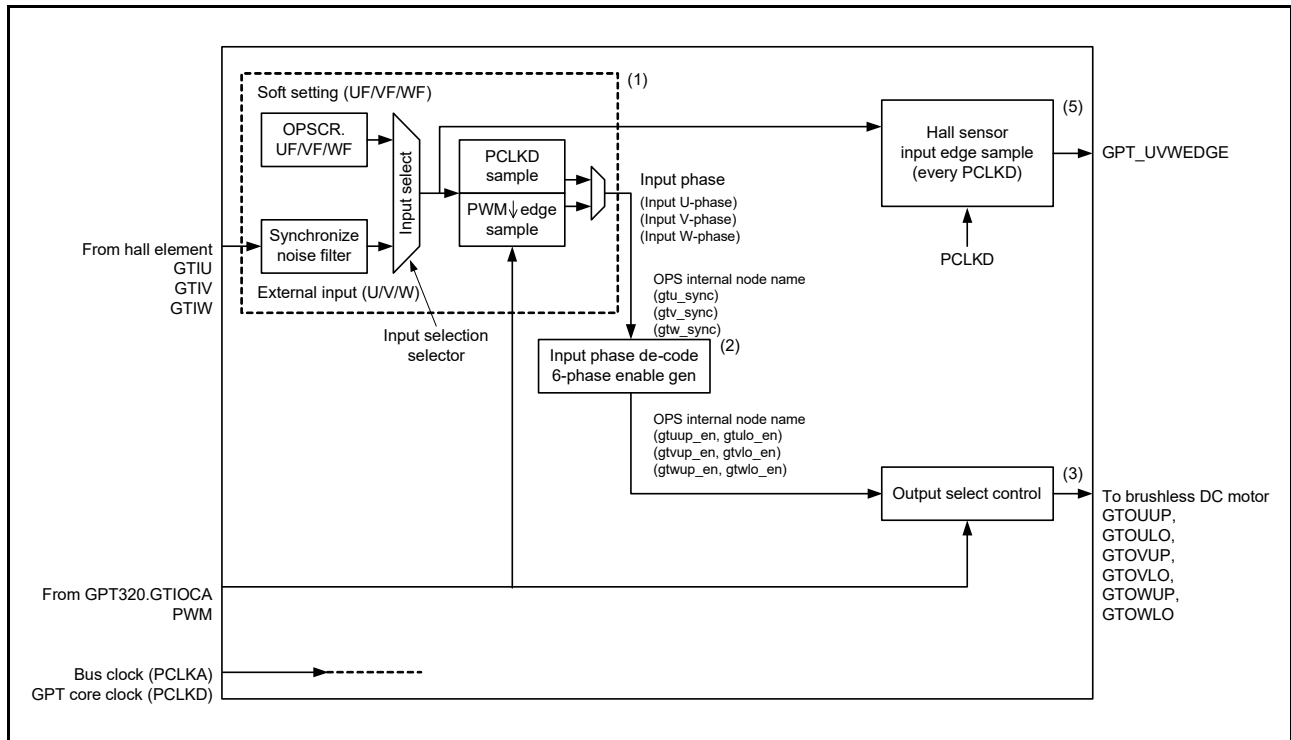 (1)
Soft setting (UF/VF/WF)
OPSCR.
UF/VF/WF
Input select
PCLKD
sample
PWM↓edge
sample
Synchronize
noise filter
External input (U/V/W)
Input selection
selector
From hall element
GTIU
GTIV
GTIW
Input phase
(Input U-phase)
(Input V-phase)
(Input W-phase)
(5)
Hall sensor
input edge sample
(every PCLKD)
GPT_UVWEDGE
PCLKD
OPS internal node name
(gtu_sync)
(gtv_sync)
(gtw_sync)
(2)
Input phase de-code
6-phase enable gen
OPS internal node name
(gtuup_en, gtulo_en)
(gtvup_en, gtvlo_en)
(gtwup_en, gtwlo_en)
(3)
Output select control
To brushless DC motor
GTOUUP,
GTOULO,
GTOVUP,
GTOVLO,
GTOWUP,
GTOWLO
From GPT320.GTIOCA
PWM
Bus clock (PCLKA)
GPT core clock (PCLKD)